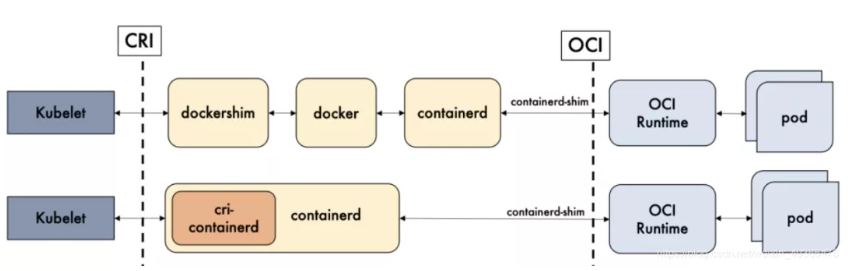 CRI
OCI
Kubelet
dockershim
docker
containerd
containerd-shim
OCI
Runtime
pod
Kubelet
cri-
containerd
containerd
containerd-shim
OCI
Runtime
pod